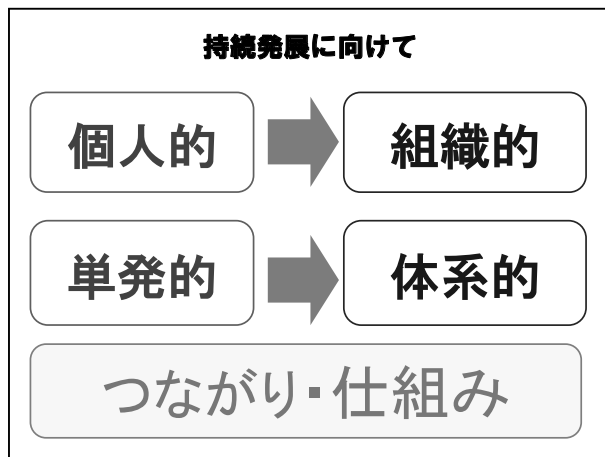 持続発展に向けて
個人的 組織的
単発的 体系的
つながり・仕組み